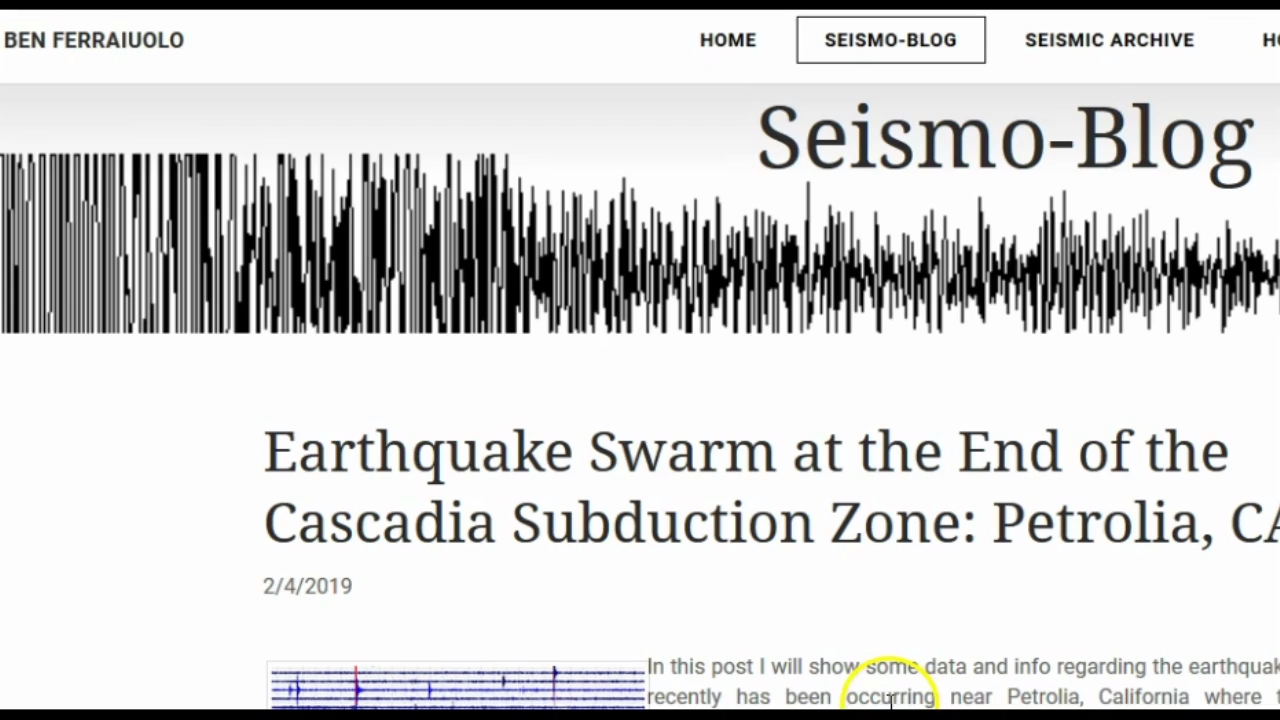 BEN FERRAIUOLO
HOME
SEISMO-BLOG
SEISMIC ARCHIVE
Seismo-Blog
Earthquake Swarm at the End of the
Cascadia Subduction Zone: Petrolia,
2/4/2019
In this post I will show some data and info regarding the
recently has been occurring near Petrolia, California where